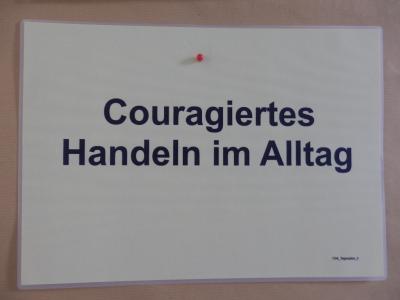 Couragiertes
Handeln im Alltag